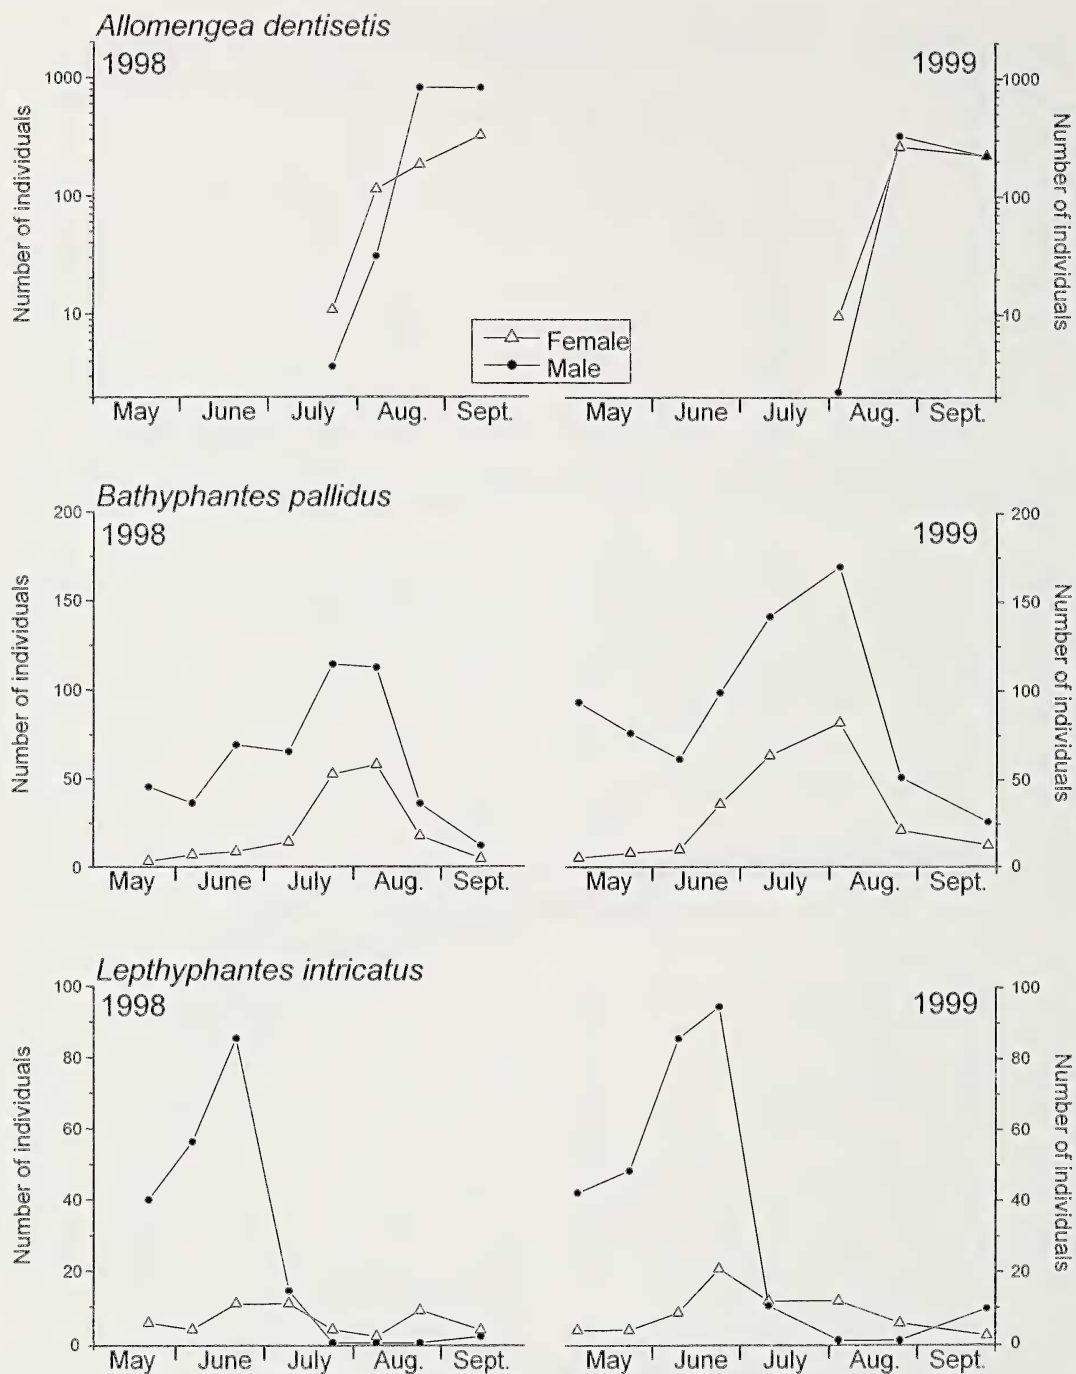 Allomengea dentisetis
1998
1999
1000
100
10
Number of individuals
1000
100
10
Number of individuals
Female
Male
May June July Aug. Sept.
May June July Aug. Sept.
Bathyphantes pallidus
1998
1999
200
150
100
50
0
Number of individuals
200
150
100
50
0
Number of individuals
May June July Aug. Sept.
May June July Aug. Sept.
Lepthyphantes intricatus
1998
1999
100
80
60
40
20
0
Number of individuals
100
80
60
40
20
0
Number of individuals
May June July Aug. Sept.
May June July Aug. Sept.